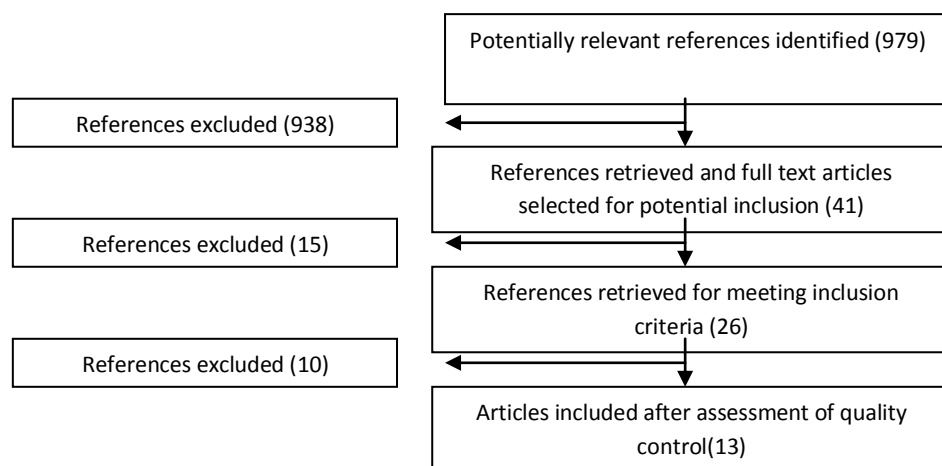 Potentially relevant references identified (979)
References excluded (938)
References retrieved and full text articles
selected for potential inclusion (41)
References excluded (15)
References retrieved for meeting inclusion
criteria (26)
References excluded (10)
Articles included after assessment of quality
control(13)